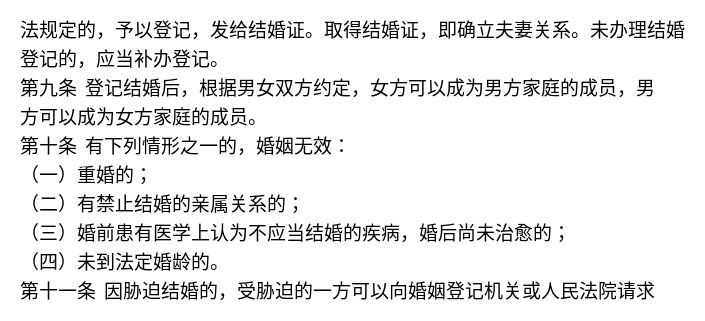 法规定的，予以登记，发给结婚证。取得结婚证，即确立夫妻关系。未办理结婚
登记的，应当补办登记。
第九条 登记结婚后，根据男女双方约定，女方可以成为男方家庭的成员，男
方可以成为女方家庭的成员。
第十条 有下列情形之一的，婚姻无效：
（一）重婚的；
（二）有禁止结婚的亲属关系的；
（三）婚前患有医学上认为不应当结婚的疾病，婚后尚未治愈的；
（四）未到法定婚龄的。
第十一条 因胁迫结婚的，受胁迫的一方可以向婚姻登记机关或人民法院请求